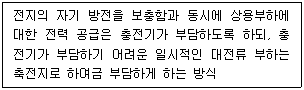 전지의 자기 방전을 보충함과 동시에 상용부하에
대한 전력 공급은 충전기가 부담하도록 하되, 충
전기가 부담하기 어려운 일시적인 대전류 부하는
축전지로 하여금 부담하게 하는 방식